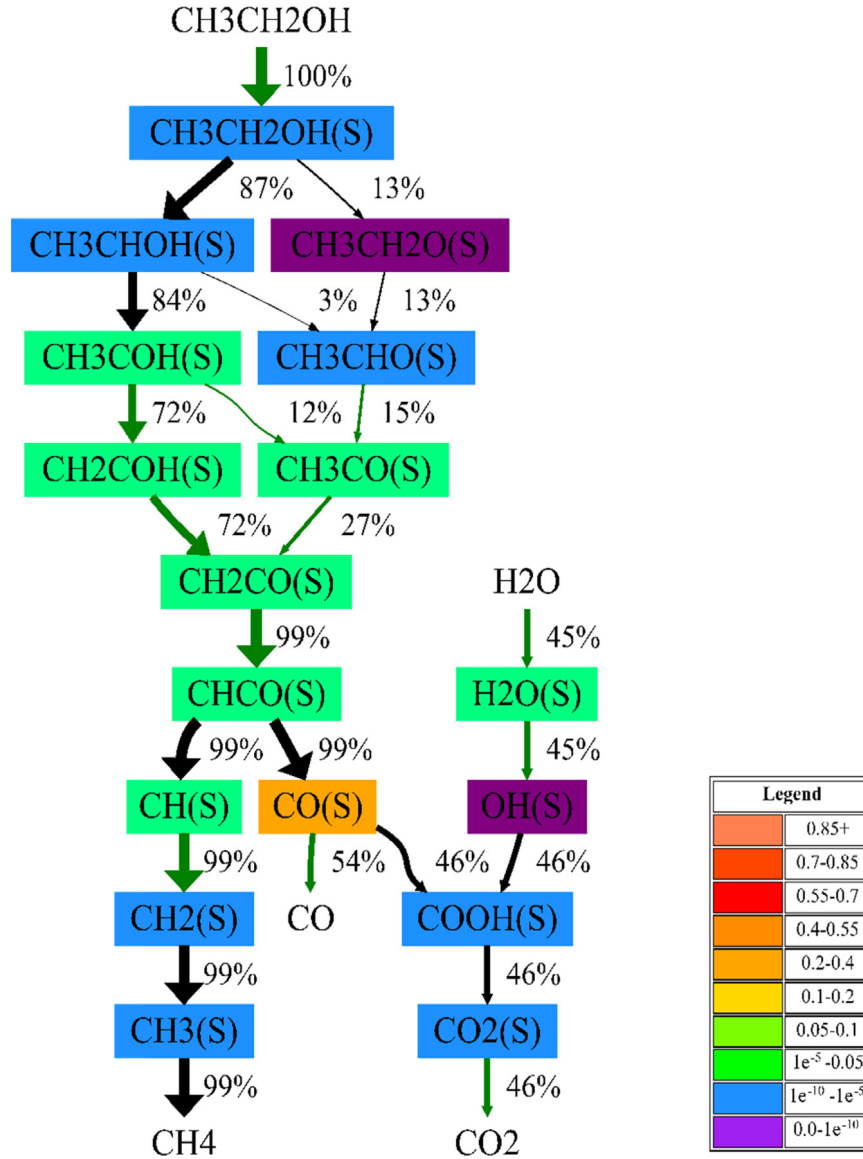 CH3CH2OH
100%
CH3CH2OH(S)
87% 13%
CH3CHOH(S) CH3CH2O(S)
84% 3% 13%
CH3COH(S) CH3CHO(S)
72% 12% 15%
CH2COH(S) CH3CO(S)
72% 27%
CH2CO(S) H2O
99% 45%
CHCO(S) H2O(S)
99% 99% 45%
CH(S) CO(S) OH(S)
99% 54% 46% 46%
CH2(S) CO COOH(S)
99% 46%
CH3(S) CO2(S)
99% 46%
CH4 CO2
Legend
0.85+
0.7-0.85
0.55-0.7
0.4-0.55
0.2-0.4
0.1-0.2
0.05-0.1
1e⁻⁵-0.05
1e⁻¹⁰-1e⁻⁵
0.0-1e⁻¹⁰